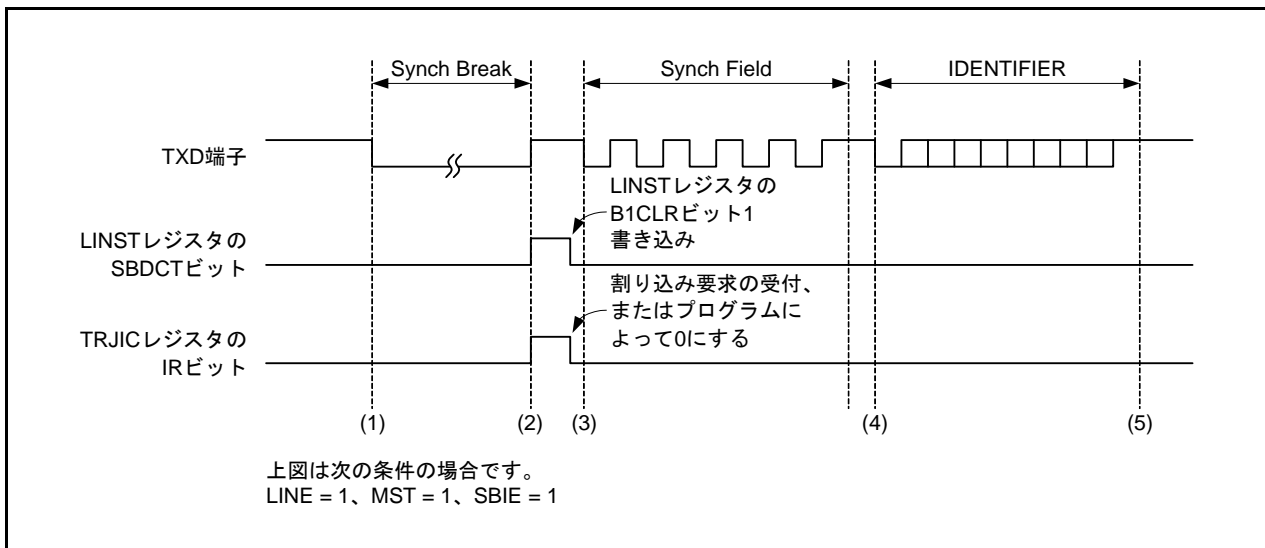 Synch Break
Synch Field
IDENTIFIER
TXD端子
LINSTレジスタの
B1CLRビット1
書き込み
LINSTレジスタの
SBDCTビット
割り込み要求の受付、
またはプログラムに
よって0にする
TRJICレジスタの
IRビット
(1)
(2)
(3)
(4)
(5)
上図は次の条件の場合です。
LINE = 1、MST = 1、SBIE = 1